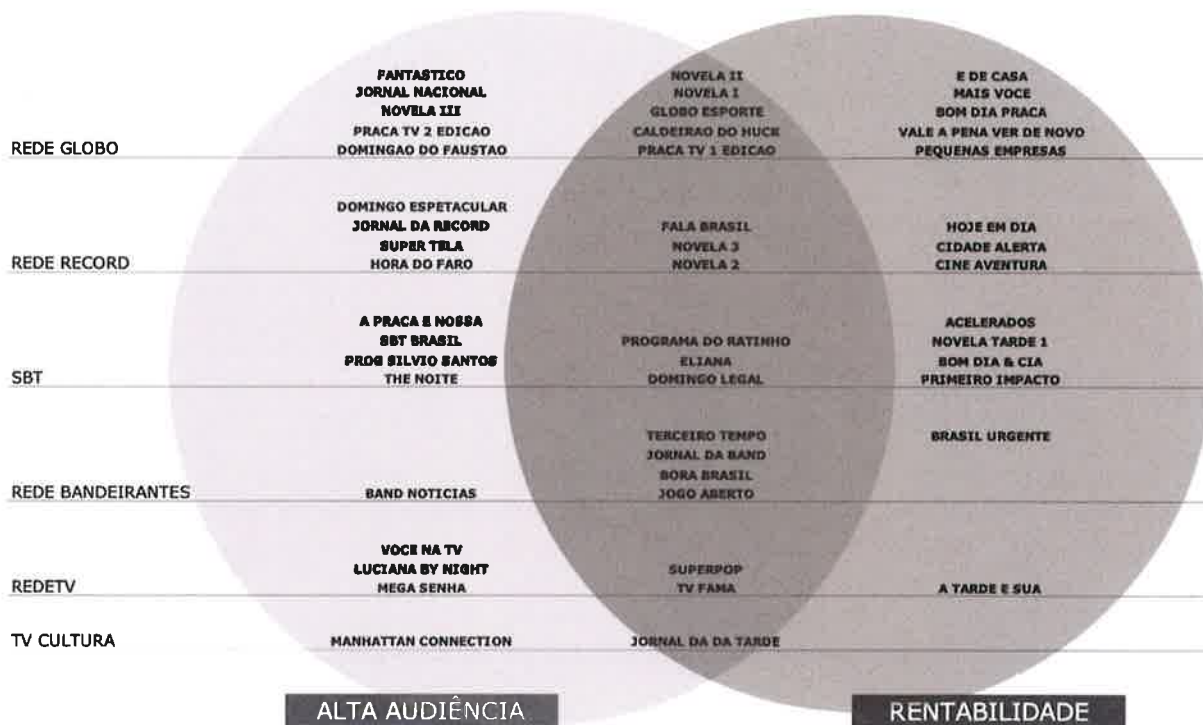 FANTASTICO
JORNAL NACIONAL
NOVELA III
PRACA TV 2 EDICAO
DOMINGAO DO FAUSTAO
NOVELA II
NOVELA I
GLOBO ESPORTE
CALDEIRAO DO HUCK
PRACA TV 1 EDICAO
E DE CASA
MAIS VOCE
BOM DIA PRACA
VALE A PENA VER DE NOVO
PEQUENAS EMPRESAS
REDE GLOBO
DOMINGO ESPETACULAR
JORNAL DA RECORD
SUPER TELA
HORA DO FARO
FALA BRASIL
NOVELA 3
NOVELA 2
HOJE EM DIA
CIDADE ALERTA
CINE AVENTURA
REDE RECORD
A PRACA E NOSSA
SBT BRASIL
PROG SILVIO SANTOS
THE NOITE
PROGRAMA DO RATINHO
ELIANA
DOMINGO LEGAL
ACELERADOS
NOVELA TARDE 1
BOM DIA & CIA
PRIMEIRO IMPACTO
SBT
TERCEIRO TEMPO
JORNAL DA BAND
BORA BRASIL
JOGO ABERTO
BRASIL URGENTE
REDE BANDEIRANTES
BAND NOTICIAS
VOCE NA TV
LUCIANA BY NIGHT
MEGA SENHA
SUPERPOP
TV FAMA
A TARDE E SUA
REDETV
TV CULTURA
MANHATTAN CONNECTION
JORNAL DA DA TARDE
ALTA AUDIÊNCIA
RENTABILIDADE